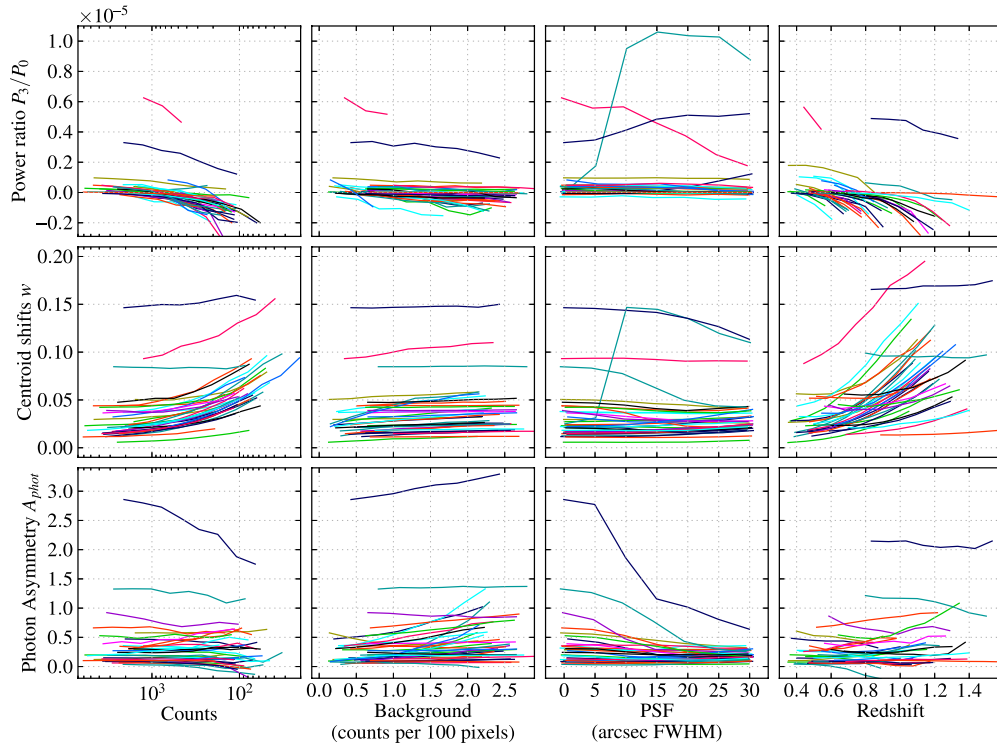 ×10⁻⁵
Power ratio P₃/P₀
1.0
0.8
0.6
0.4
0.2
0.0
−0.2
Centroid shifts w
0.20
0.15
0.10
0.05
0.00
Photon Asymmetry A_phot
3.0
2.5
2.0
1.5
1.0
0.5
0.0
10³ 10²
0.0 0.5 1.0 1.5 2.0 2.5
0 5 10 15 20 25 30
0.4 0.6 0.8 1.0 1.2 1.4
Counts
Background
(counts per 100 pixels)
PSF
(arcsec FWHM)
Redshift